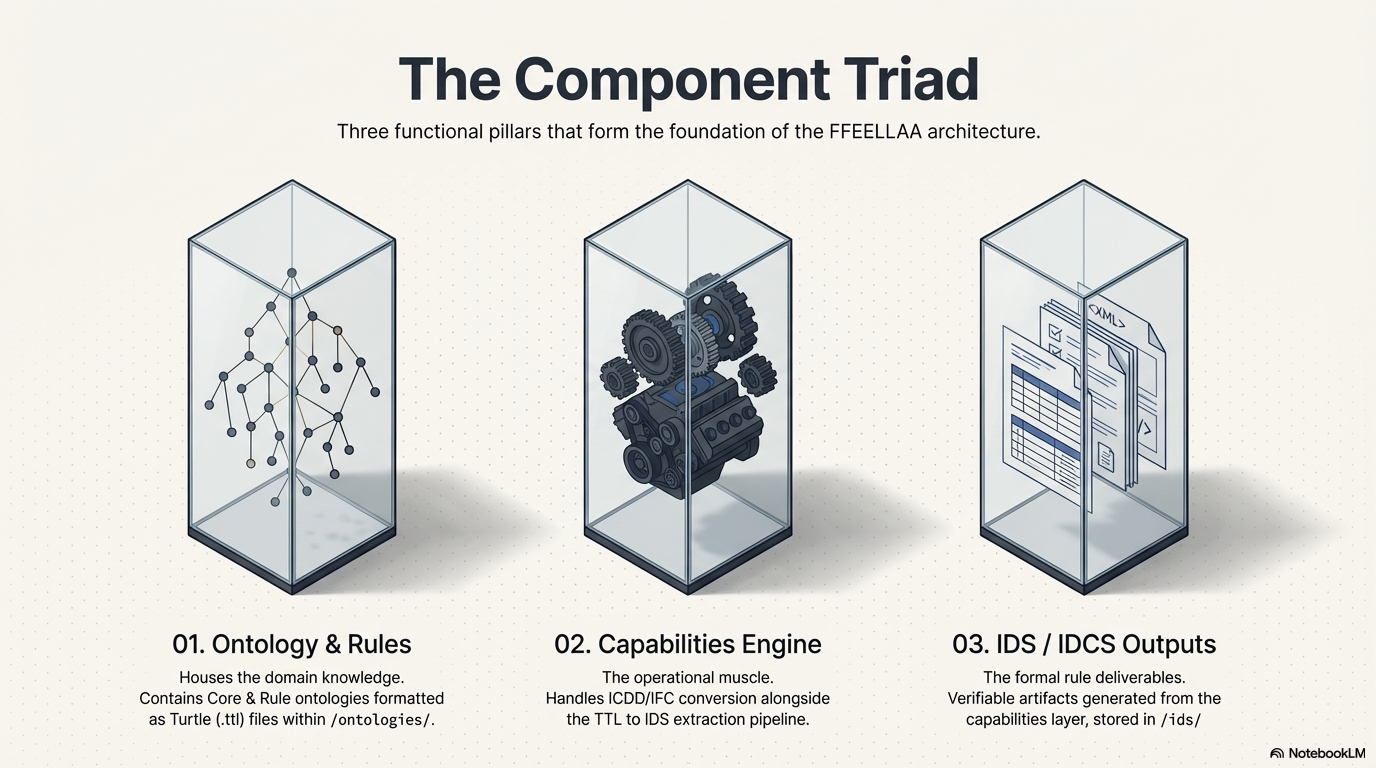 The Component Triad
Three functional pillars that form the foundation of the FFEELLAA architecture.
<XML>
/>
01. Ontology & Rules
Houses the domain knowledge.
Contains Core & Rule ontologies formatted
as Turtle (.ttl) files within /ontologies/.
02. Capabilities Engine
The operational muscle.
Handles ICDD/IFC conversion alongside
the TTL to IDS extraction pipeline.
03. IDS / IDCS Outputs
The formal rule deliverables.
Verifiable artifacts generated from the
capabilities layer, stored in /ids/
NotebookLM